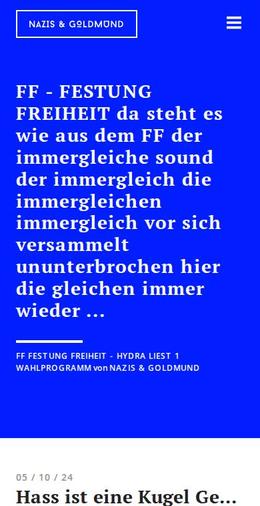 NAZIS & GOLDMUND
FF - FESTUNG
FREIHEIT da steht es
wie aus dem FF der
immergleiche sound
der immergleich die
immergleichen
immergleich vor sich
versammelt
ununterbrochen hier
die gleichen immer
wieder ...
FF FESTUNG FREIHEIT - HYDRA LIEST 1
WAHLPROGRAMM von NAZIS & GOLDMUND
05 / 10 / 24
Hass ist eine Kugel Ge...